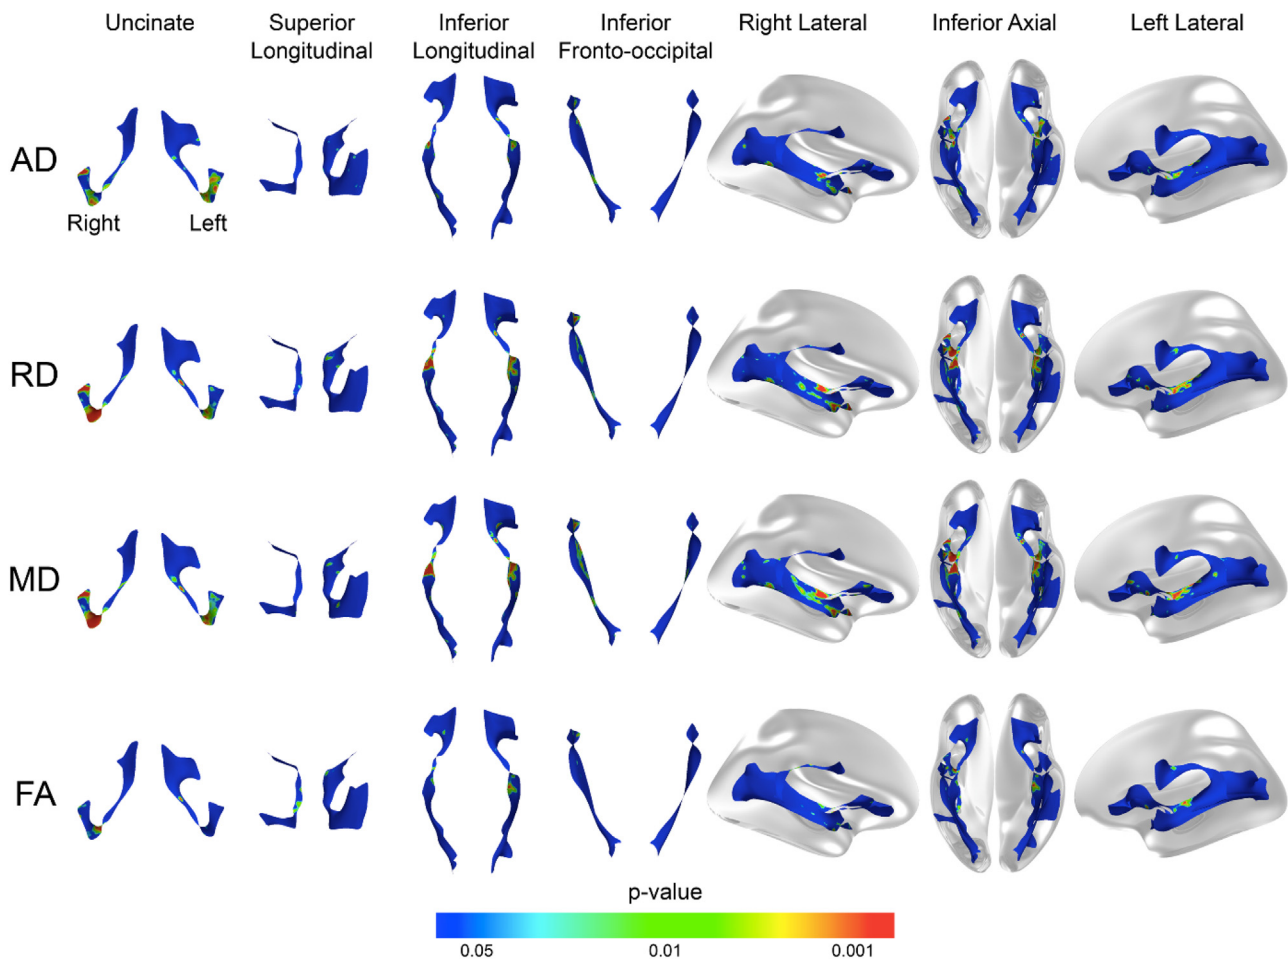 Uncinate
Superior
Longitudinal
Inferior
Longitudinal
Inferior
Fronto-occipital
Right Lateral
Inferior Axial
Left Lateral
AD
Right
Left
RD
MD
FA
p-value
0.05
0.01
0.001